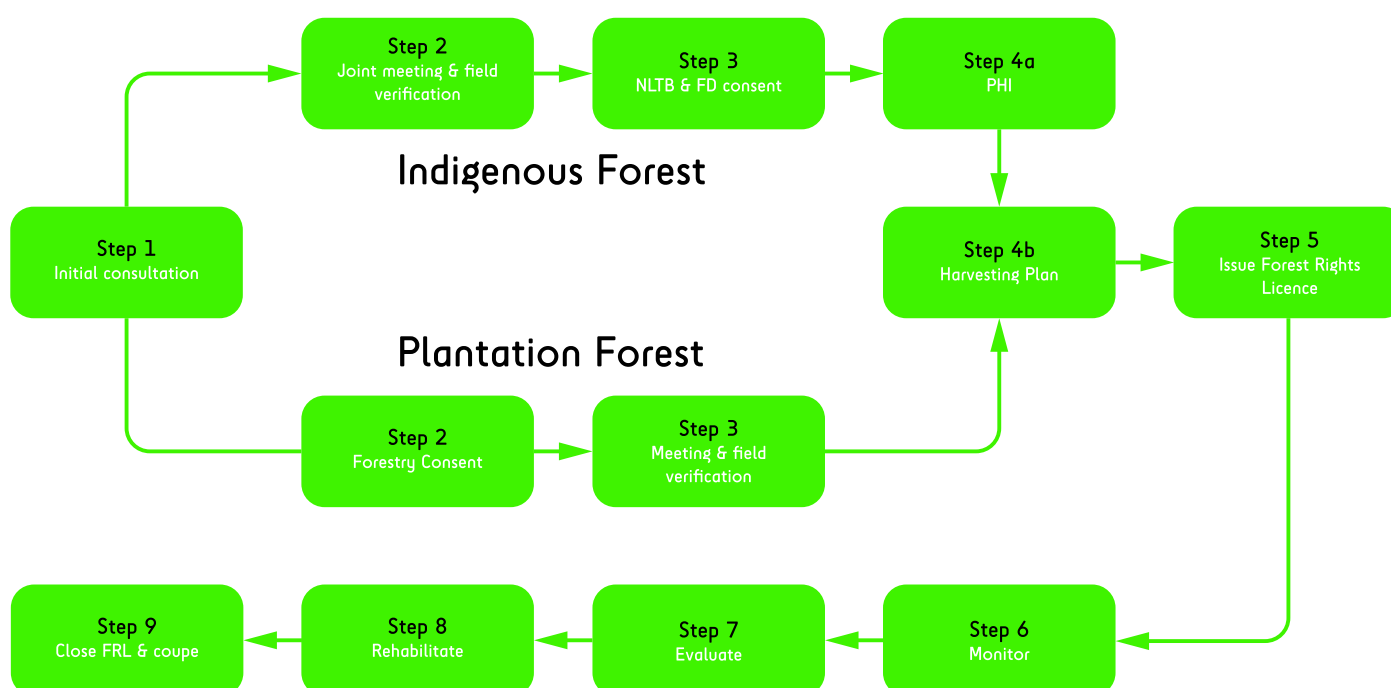 Step 2
Joint meeting & field
verification
Step 3
NLTB & FD consent
Step 4a
PHI
Indigenous Forest
Step 1
Initial consultation
Step 4b
Harvesting Plan
Step 5
Issue Forest Rights
Licence
Plantation Forest
Step 2
Forestry Consent
Step 3
Meeting & field
verification
Step 9
Close FRL & coupe
Step 8
Rehabilitate
Step 7
Evaluate
Step 6
Monitor